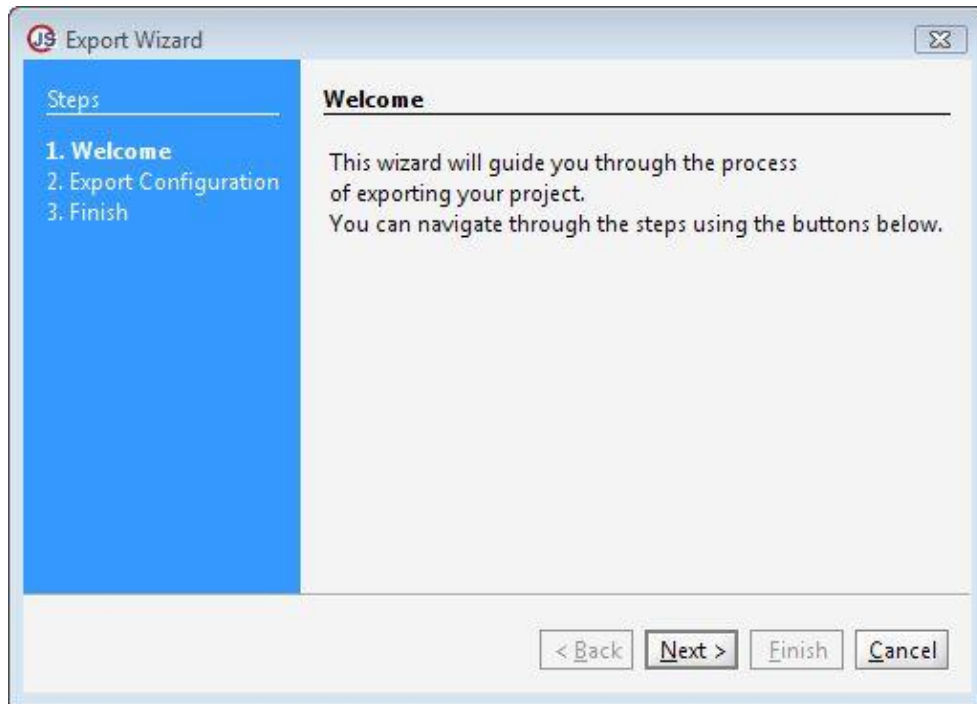 JS Export Wizard
Steps
1. Welcome
2. Export Configuration
3. Finish
Welcome
This wizard will guide you through the process
of exporting your project.
You can navigate through the steps using the buttons below.
< Back Next > Finish Cancel